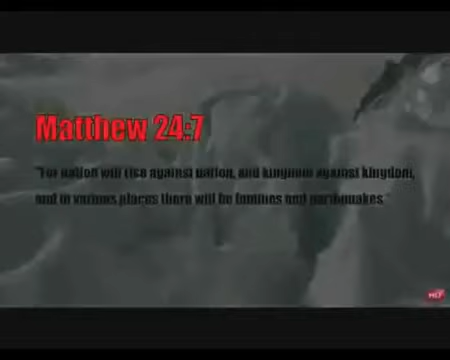 Matthew 24:7
"For nation will rise against nation, and kingdom against kingdom,
and in various places there will be famines and earthquakes"